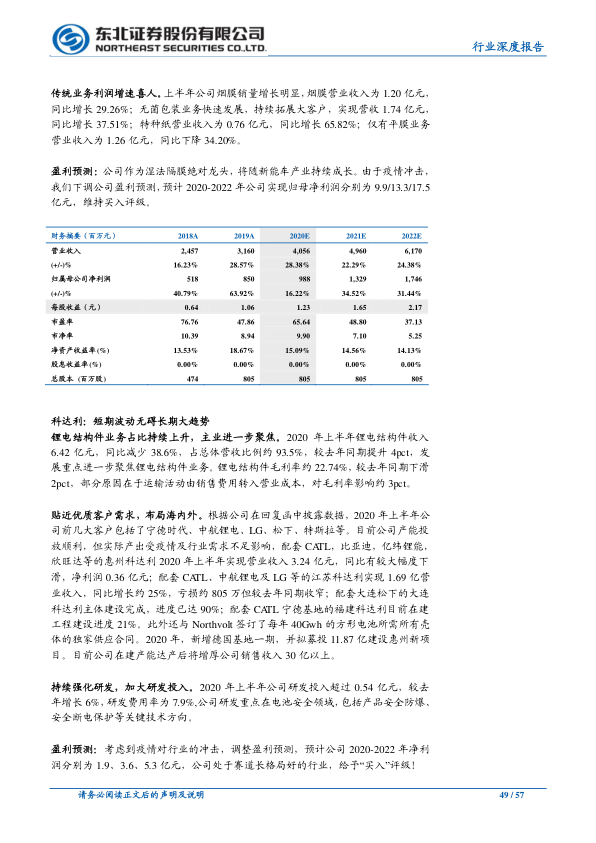 东北证券股份有限公司
NORTHEAST SECURITIES CO.,LTD.
行业深度报告
传统业务利润增速喜人。上半年公司烟膜销量增长明显，烟膜营业收入为 1.20 亿元，
同比增长 29.26%；无菌包装业务快速发展，持续拓展大客户，实现营收 1.74 亿元，
同比增长 37.51%；特种纸营业收入为 0.76 亿元，同比增长 65.82%；仅有平膜业务
营业收入为 1.26 亿元，同比下降 34.20%。
盈利预测：公司作为湿法隔膜绝对龙头，将随新能车产业持续成长。由于疫情冲击，
我们下调公司盈利预测，预计 2020-2022 年公司实现归母净利润分别为 9.9/13.3/17.5
亿元，维持买入评级。
财务摘要（百万元） 2018A 2019A 2020E 2021E 2022E
营业收入 2,457 3,160 4,056 4,960 6,170
(+/-)% 16.23% 28.57% 28.38% 22.29% 24.38%
归属母公司净利润 518 850 988 1,329 1,746
(+/-)% 40.79% 63.92% 16.22% 34.52% 31.44%
每股收益（元） 0.64 1.06 1.23 1.65 2.17
市盈率 76.76 47.86 65.64 48.80 37.13
市净率 10.39 8.94 9.90 7.10 5.25
净资产收益率(%) 13.53% 18.67% 15.09% 14.56% 14.13%
股息收益率(%) 0.00% 0.00% 0.00% 0.00% 0.00%
总股本 (百万股) 474 805 805 805 805
科达利：短期波动无碍长期大趋势
锂电结构件业务占比持续上升，主业进一步聚焦。2020 年上半年锂电结构件收入
6.42 亿元，同比减少 38.6%，占总体营收比例约 93.5%，较去年同期提升 4pct，发
展重点进一步聚焦锂电结构件业务。锂电结构件毛利率约 22.74%，较去年同期下滑
2pct，部分原因在于运输活动由销售费用转入营业成本，对毛利率影响约 3pct。
贴近优质客户需求，布局海内外。根据公司在回复函中披露数据，2020 年上半年公
司前几大客户包括了宁德时代、中航锂电、LG，松下、特斯拉等。目前公司产能投
放顺利，但实际产出受疫情及行业需求不足影响，配套 CATL，比亚迪，亿纬锂能，
欣旺达等的惠州科达利 2020 年上半年实现营业收入 3.24 亿元，同比有较大幅度下
滑，净利润 0.36 亿元；配套 CATL、中航锂电及 LG 等的江苏科达利实现 1.69 亿营
业收入，同比增长约 25%，亏损约 805 万但较去年同期收窄；配套大连松下的大连
科达利主体建设完成，进度已达 90%；配套 CATL 宁德基地的福建科达利目前在建
工程建设进度 21%。此外还与 Northvolt 签订了每年 40Gwh 的方形电池所需所有壳
体的独家供应合同。2020 年，新增德国基地一期，并拟募投 11.87 亿建设惠州新项
目。目前公司在建产能达产后将增厚公司销售收入 30 亿以上。
持续强化研发，加大研发投入。2020 年上半年公司研发投入超过 0.54 亿元，较去
年增长 6%，研发费用率为 7.9%。公司研发重点在电池安全领域，包括产品安全防爆、
安全断电保护等关键技术方向。
盈利预测：考虑到疫情对行业的冲击，调整盈利预测，预计公司 2020-2022 年净利
润分别为 1.9、3.6、5.3 亿元，公司处于赛道长格局好的行业，给予“买入”评级！
请务必阅读正文后的声明及说明
49 / 57